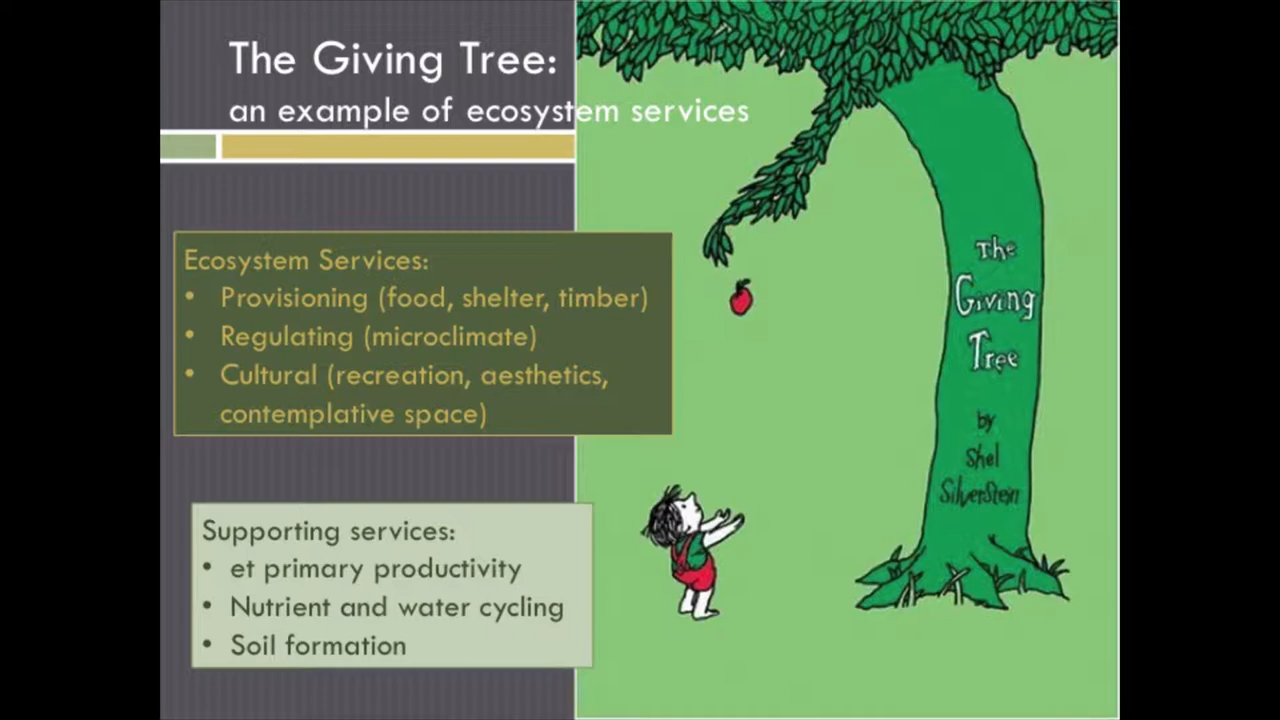 The Giving Tree:
an example of ecosystem services
Ecosystem Services:
• Provisioning (food, shelter, timber)
• Regulating (microclimate)
• Cultural (recreation, aesthetics,
contemplative space)
Supporting services:
• et primary productivity
• Nutrient and water cycling
• Soil formation
The
Giving
Tree
by
Shel
Silverstein